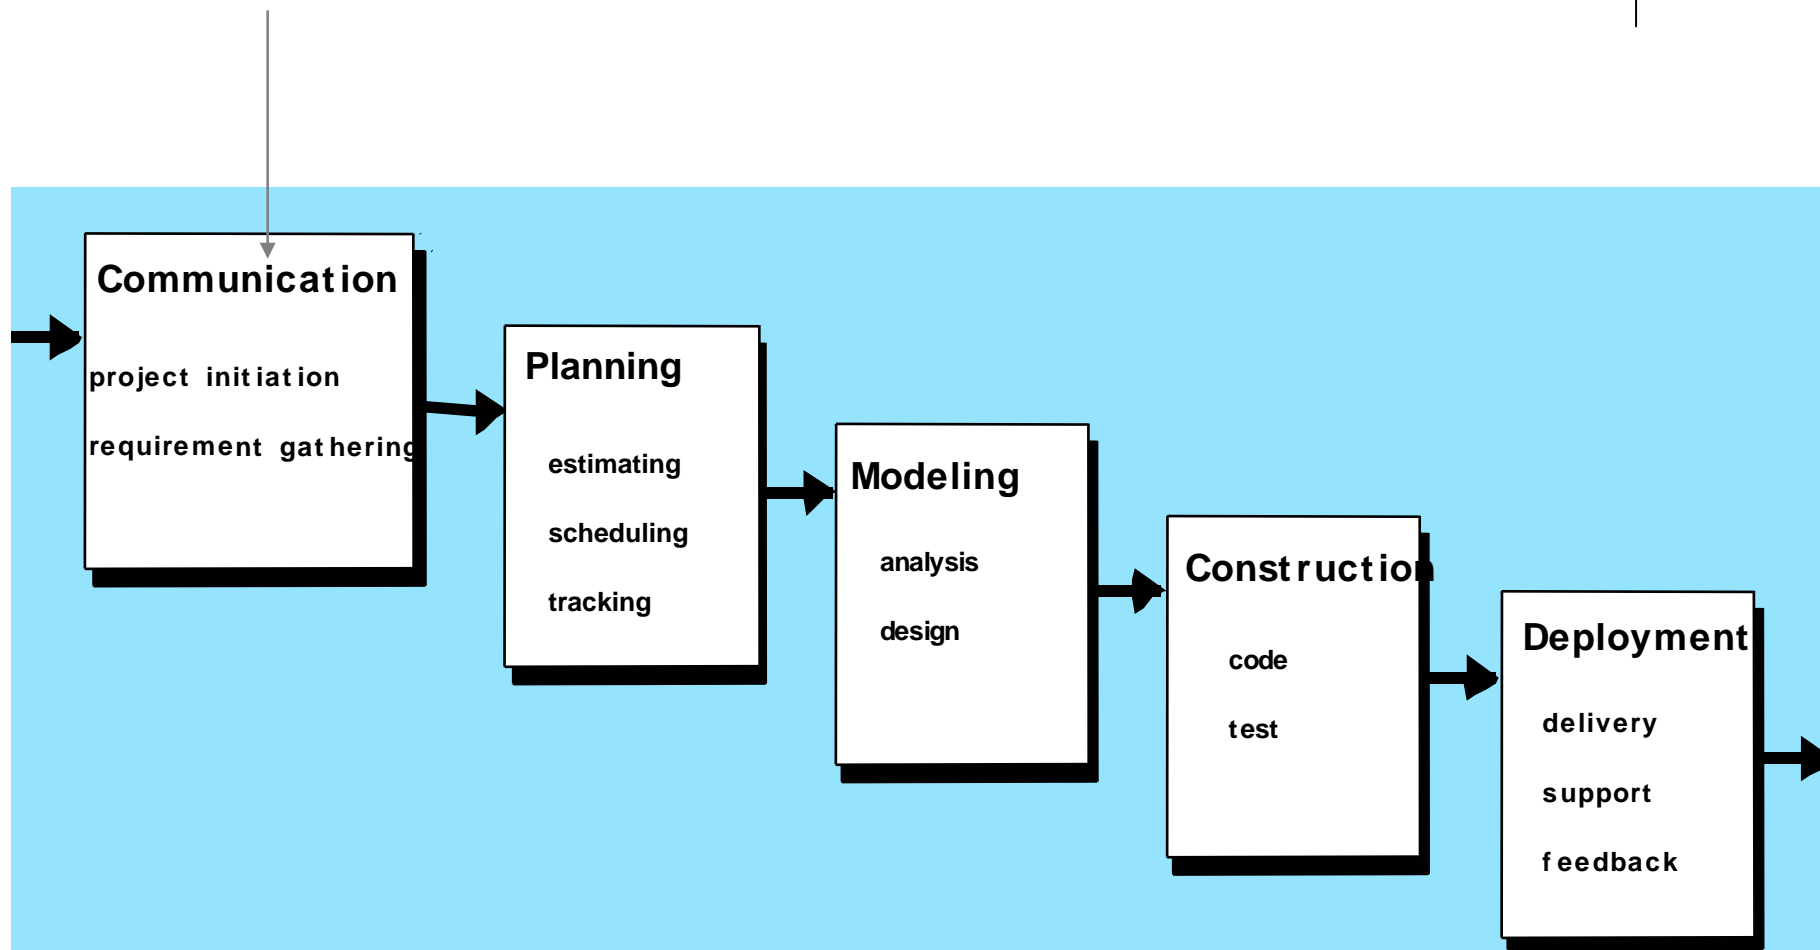 Communication
project initiation
requirement gathering
Planning
estimating
scheduling
tracking
Modeling
analysis
design
Construction
code
test
Deployment
delivery
support
feedback